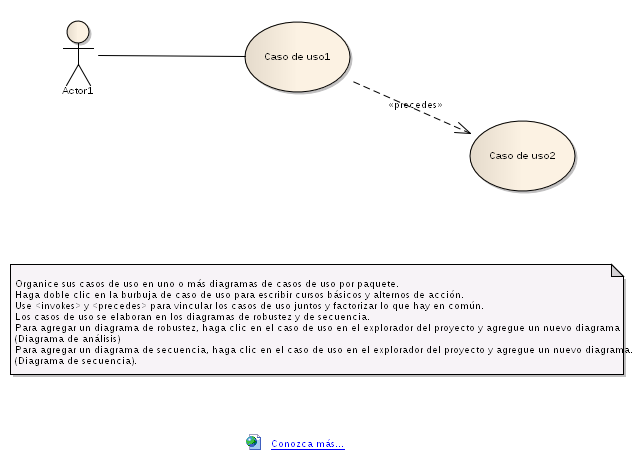 Caso de uso1
Actor1
«precedes»
Caso de uso2
Organice sus casos de uso en uno o más diagramas de casos de uso por paquete.
Haga doble clic en la burbuja de caso de uso para escribir cursos básicos y alternos de acción.
Use <invokes> y <precedes> para vincular los casos de uso juntos y factorizar lo que hay en común.
Los casos de uso se elaboran en los diagramas de robustez y de secuencia.
Para agregar un diagrama de robustez, haga clic en el caso de uso en el explorador del proyecto y agregue un nuevo diagrama
(Diagrama de análisis)
Para agregar un diagrama de secuencia, haga clic en el caso de uso en el explorador del proyecto y agregue un nuevo diagrama.
(Diagrama de secuencia).
Conozca más...